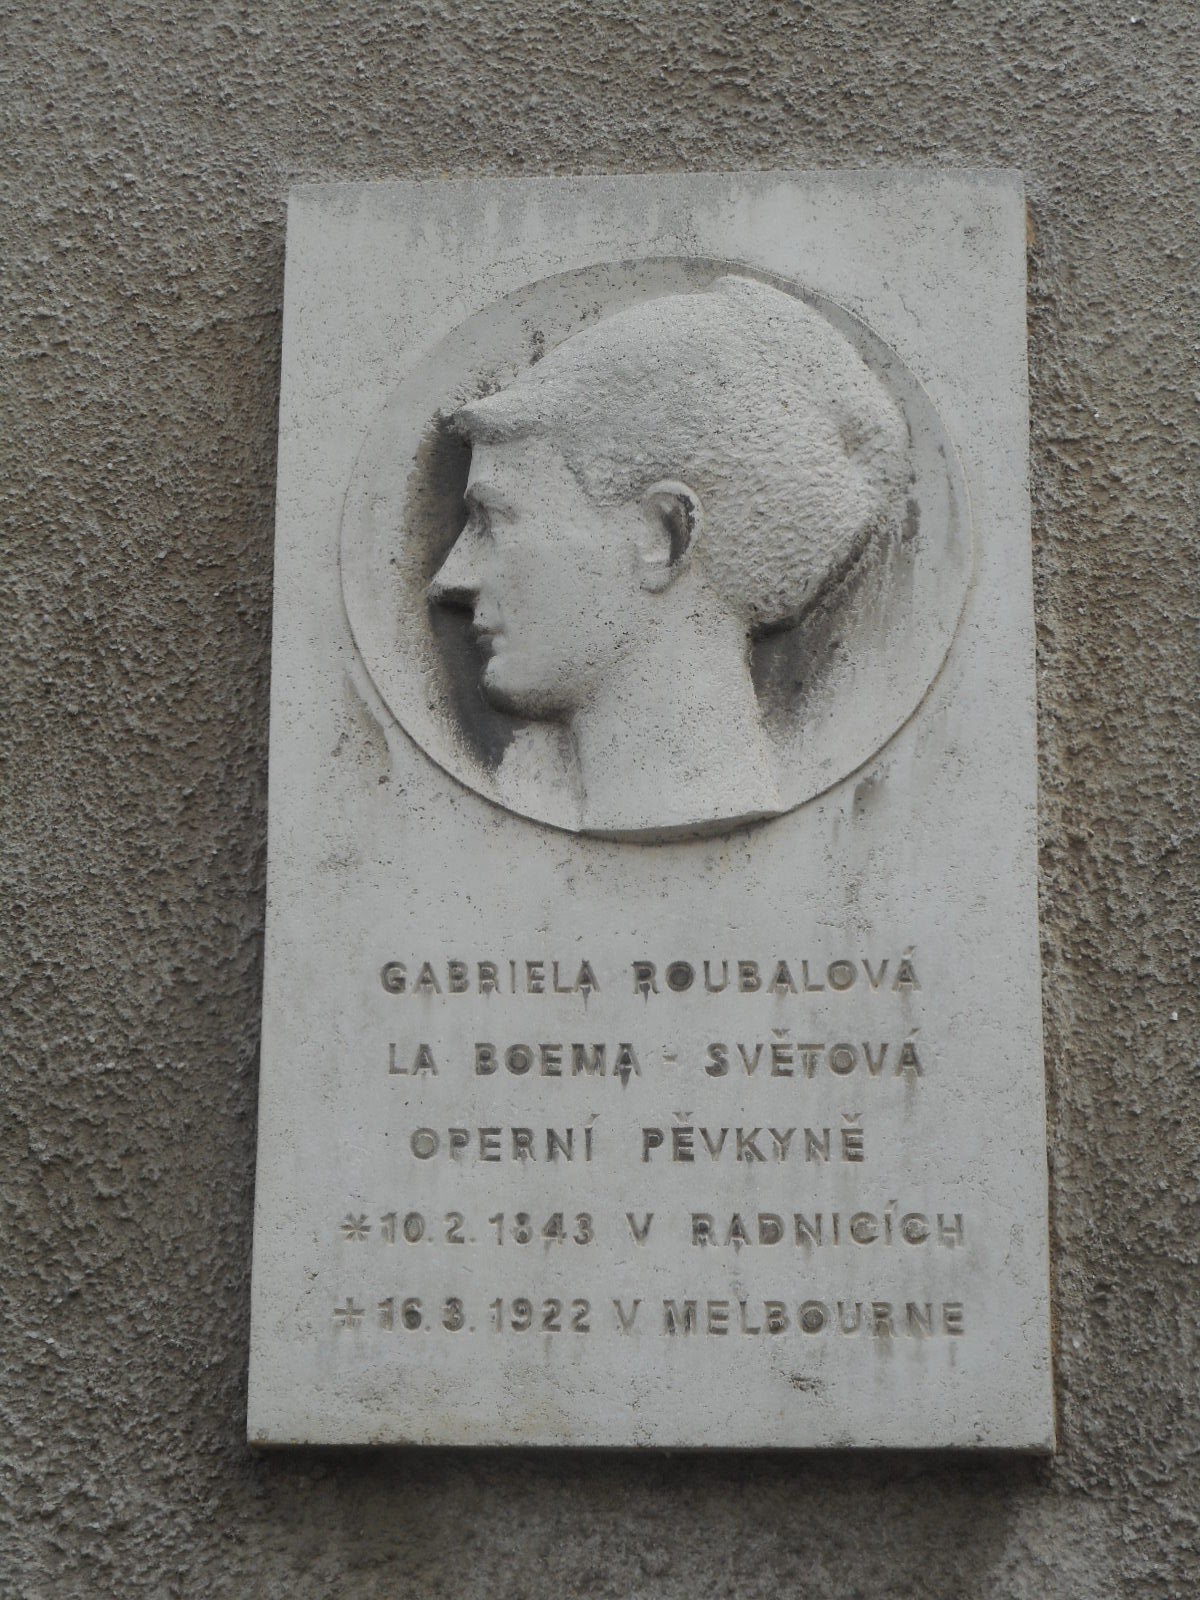 GABRIELA ROUBALOVÁ
LA BOEMA - SVĚTOVÁ
OPERNÍ PĚVKYNĚ
*10.2.1843 V RADNICÍCH
+16.3.1922 V MELBOURNE